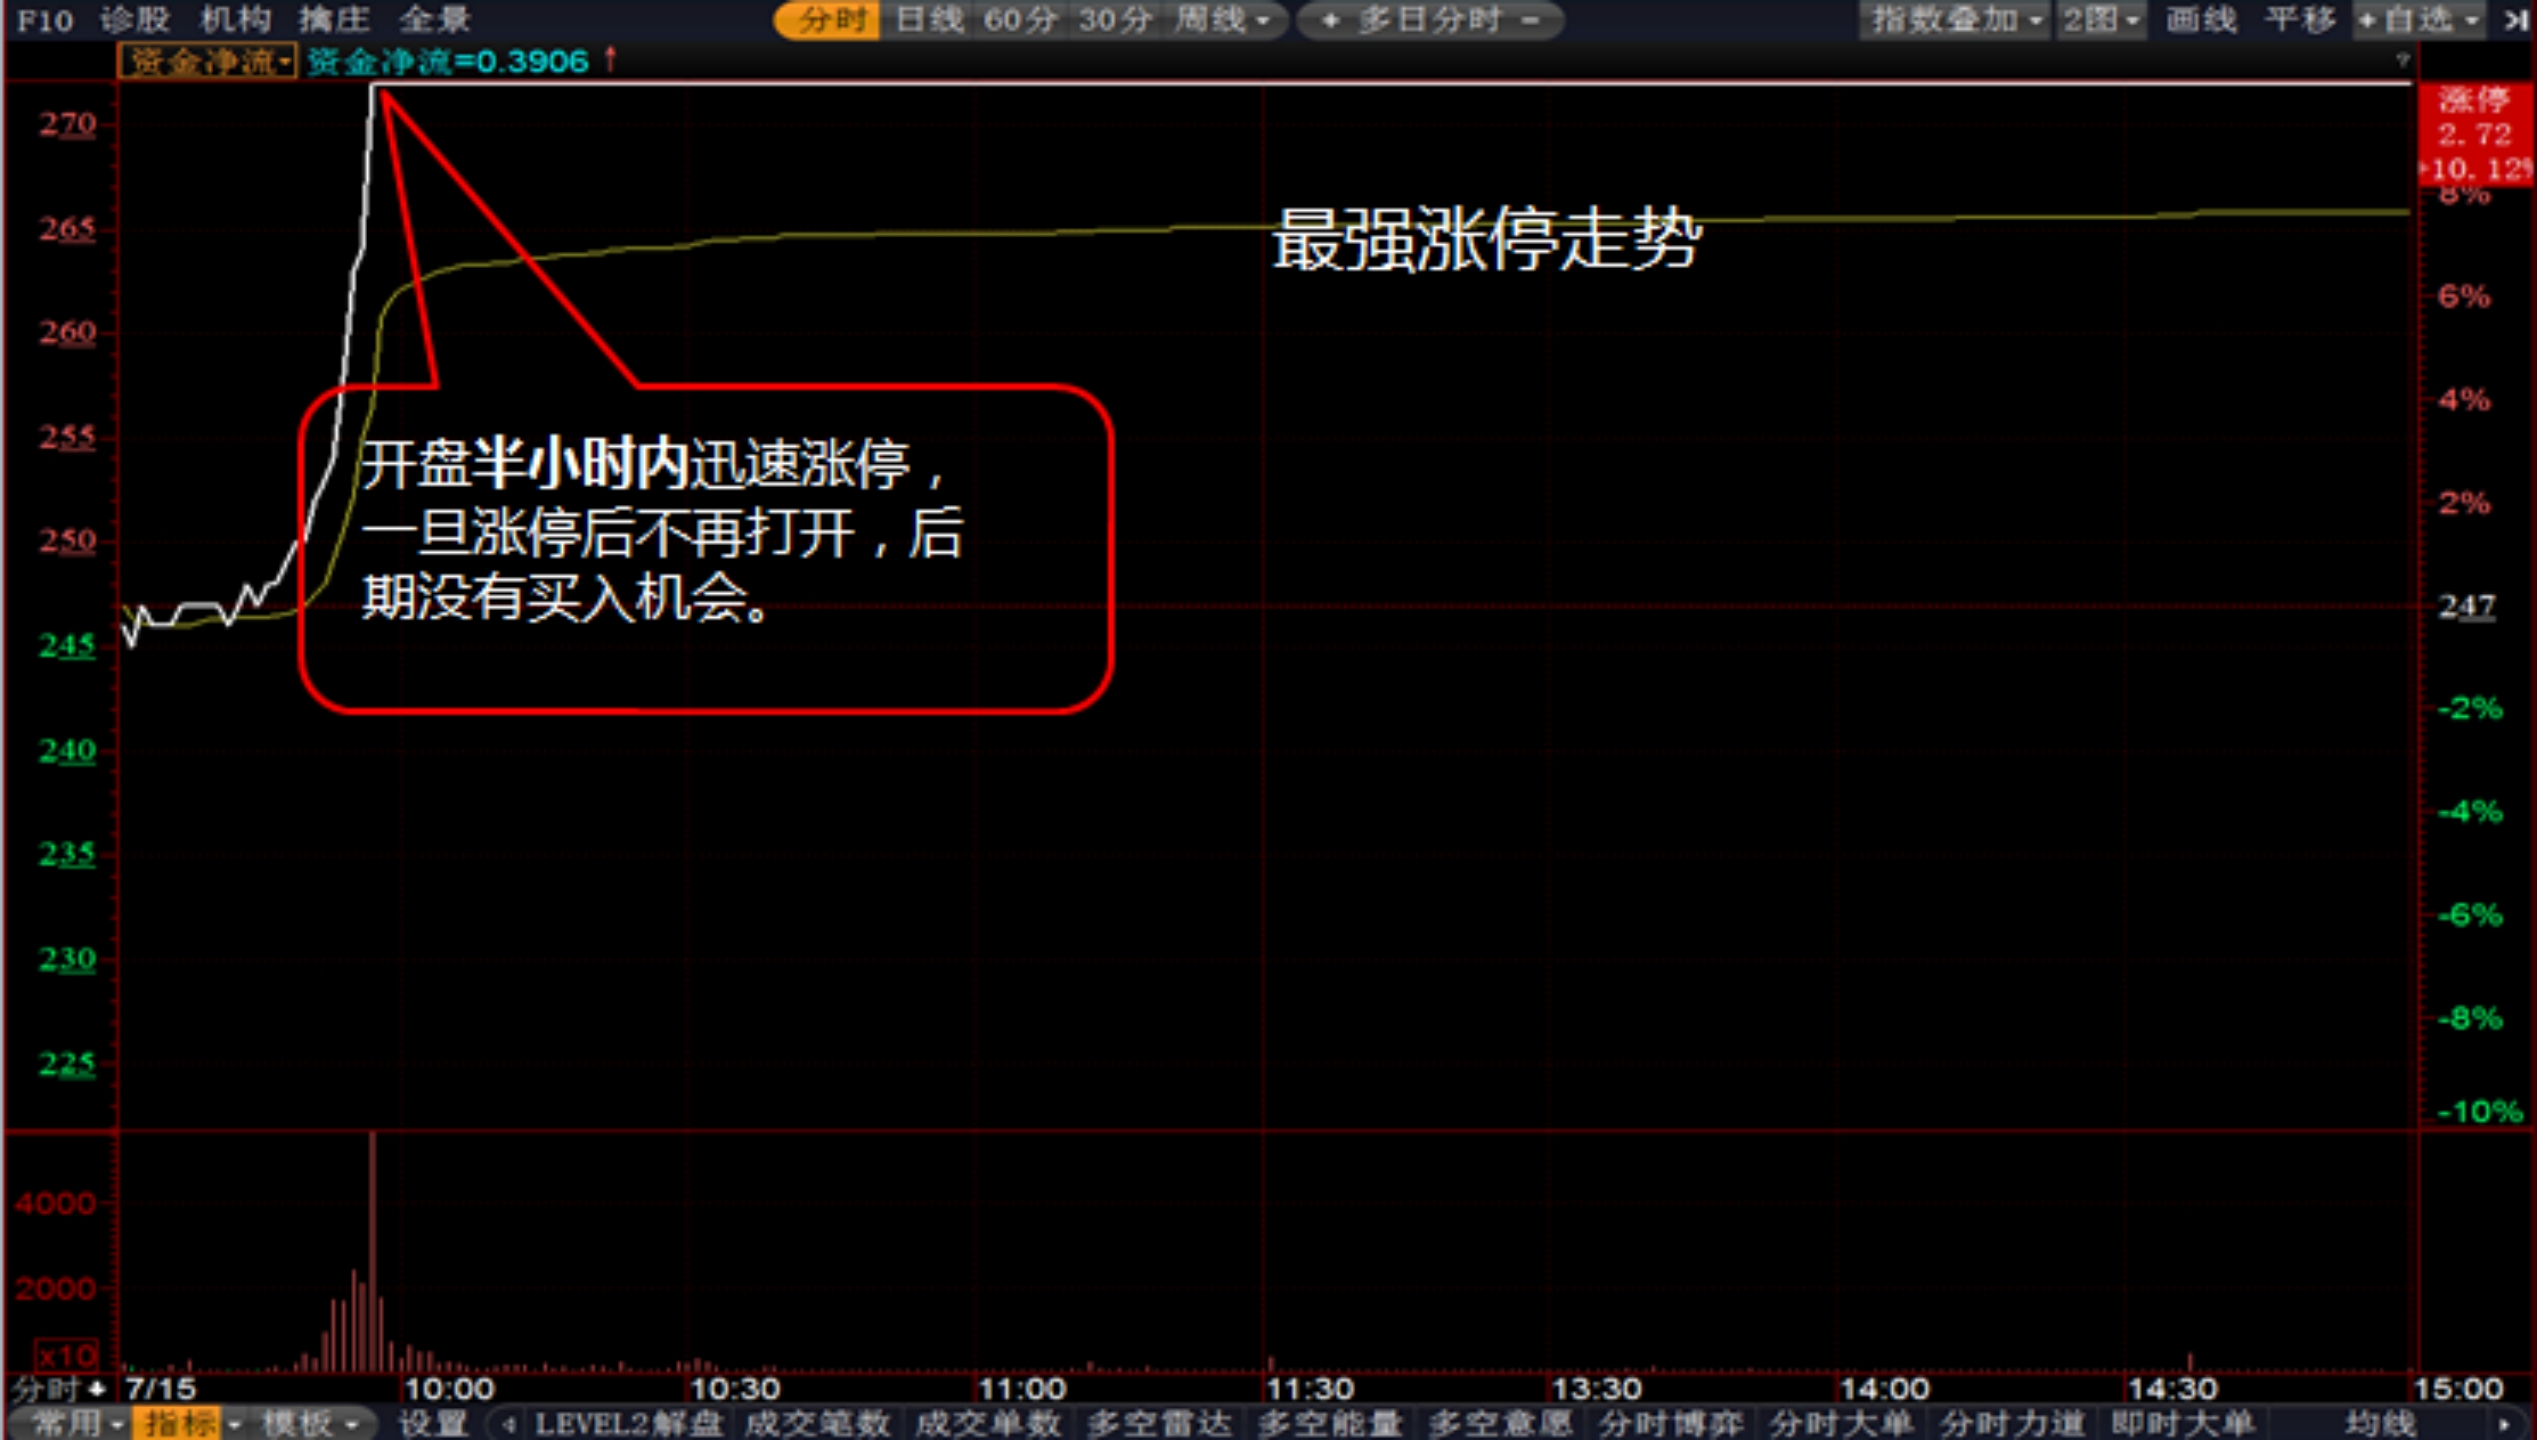 F10 诊股 机构 擒庄 全景 分时 日线 60分 30分 周线 + 多日分时 - 指数叠加 2图 画线 平移 +自选
资金净流 资金净流=0.3906 ↑ ?
涨停
2.72
10.12%
270
265
260
255
250
245
240
235
230
225
8%
6%
4%
2%
247
-2%
-4%
-6%
-8%
-10%
最强涨停走势
开盘半小时内迅速涨停，
一旦涨停后不再打开，后
期没有买入机会。
4000
2000
x10
分时 7/15 10:00 10:30 11:00 11:30 13:30 14:00 14:30 15:00
常用 指标 模板 设置 LEVEL2解盘 成交笔数 成交单数 多空雷达 多空能量 多空意愿 分时博弈 分时大单 分时力道 即时大单 均线